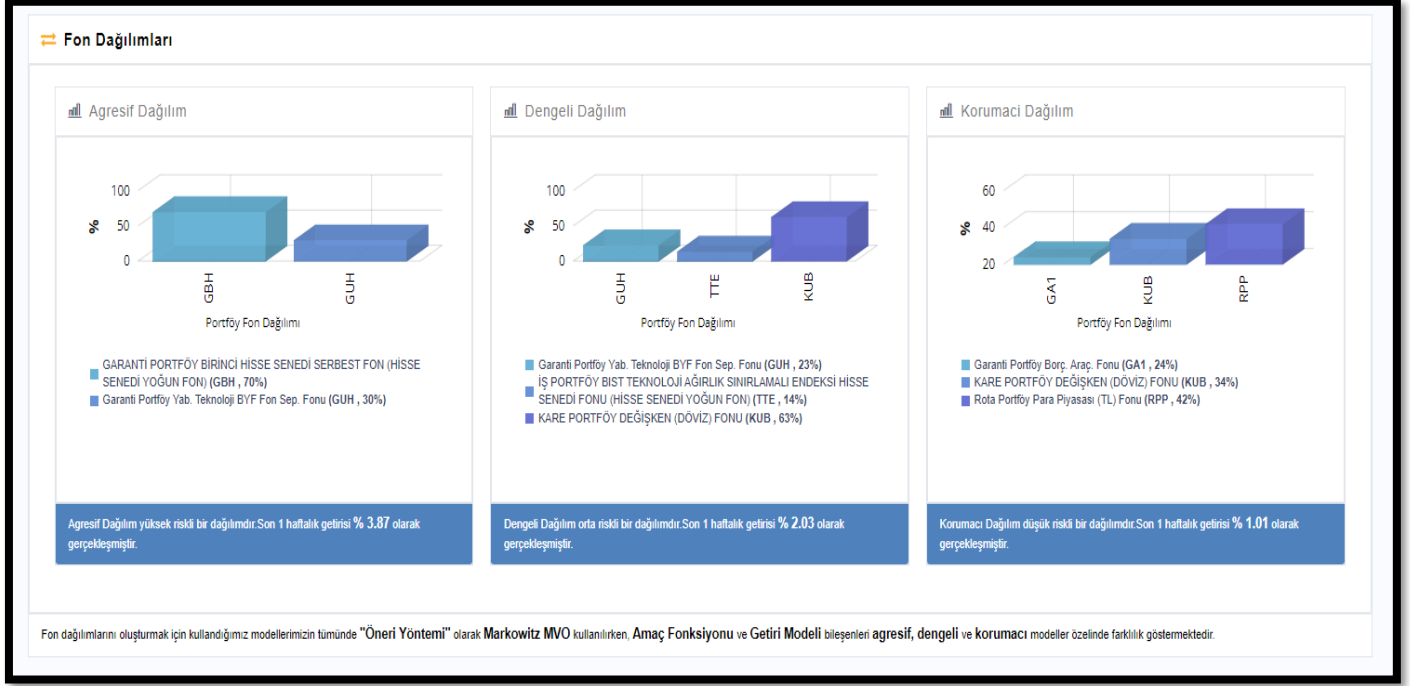 Fon Dağılımları
Agresif Dağılım
100
50
0
%
GBH
GUH
Portföy Fon Dağılımı
GARANTİ PORTFÖY BİRİNCİ HİSSE SENEDİ SERBEST FON (HİSSE
SENEDİ YOĞUN FON) (GBH , 70%)
Garanti Portföy Yab. Teknoloji BYF Fon Sep. Fonu (GUH , 30%)
Agresif Dağılım yüksek riskli bir dağılımdır.Son 1 haftalık getirisi % 3.87 olarak
gerçekleşmiştir.
Dengeli Dağılım
100
50
0
%
GUH
TTE
KUB
Portföy Fon Dağılımı
Garanti Portföy Yab. Teknoloji BYF Fon Sep. Fonu (GUH , 23%)
İŞ PORTFÖY BIST TEKNOLOJİ AĞIRLIK SINIRLAMALI ENDEKSİ HİSSE
SENEDİ FONU (HİSSE SENEDİ YOĞUN FON) (TTE , 14%)
KARE PORTFÖY DEĞİŞKEN (DÖVİZ) FONU (KUB , 63%)
Dengeli Dağılım orta riskli bir dağılımdır.Son 1 haftalık getirisi % 2.03 olarak
gerçekleşmiştir.
Korumaci Dağılım
60
40
20
%
GA1
KUB
RPP
Portföy Fon Dağılımı
Garanti Portföy Borç. Araç. Fonu (GA1 , 24%)
KARE PORTFÖY DEĞİŞKEN (DÖVİZ) FONU (KUB , 34%)
Rota Portföy Para Piyasası (TL) Fonu (RPP , 42%)
Korumacı Dağılım düşük riskli bir dağılımdır.Son 1 haftalık getirisi % 1.01 olarak
gerçekleşmiştir.
Fon dağılımlarını oluşturmak için kullandığımız modellerimizin tümünde "Öneri Yöntemi" olarak Markowitz MVO kullanılırken, Amaç Fonksiyonu ve Getiri Modeli bileşenleri agresif, dengeli ve korumacı modeller özelinde farklılık göstermektedir.